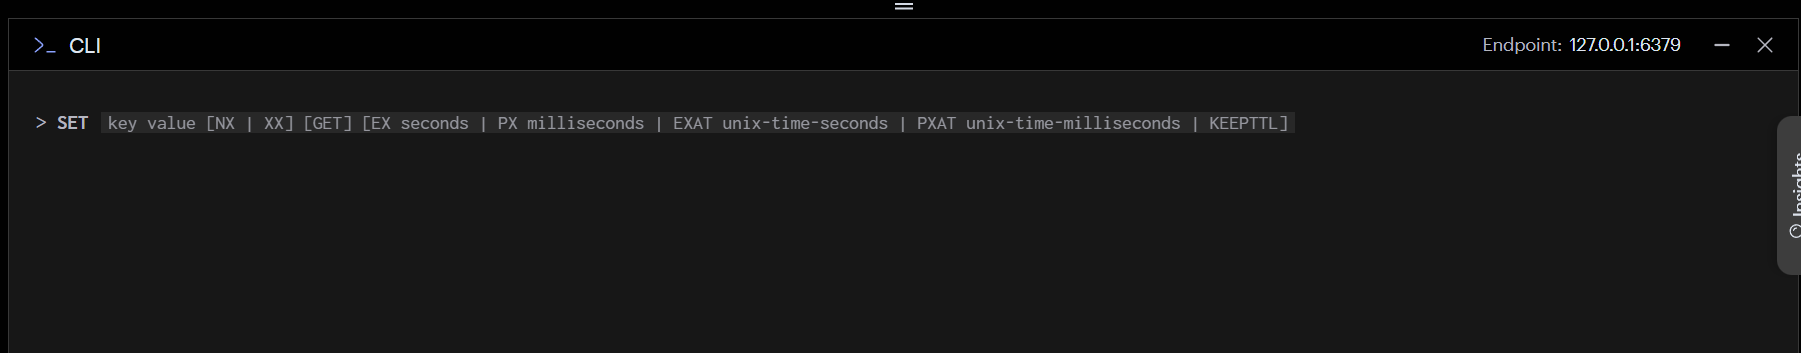 >_ CLI
Endpoint: 127.0.0.1:6379
> SET key value [NX | XX] [GET] [EX seconds | PX milliseconds | EXAT unix-time-seconds | PXAT unix-time-milliseconds | KEEPTTL]
Insights